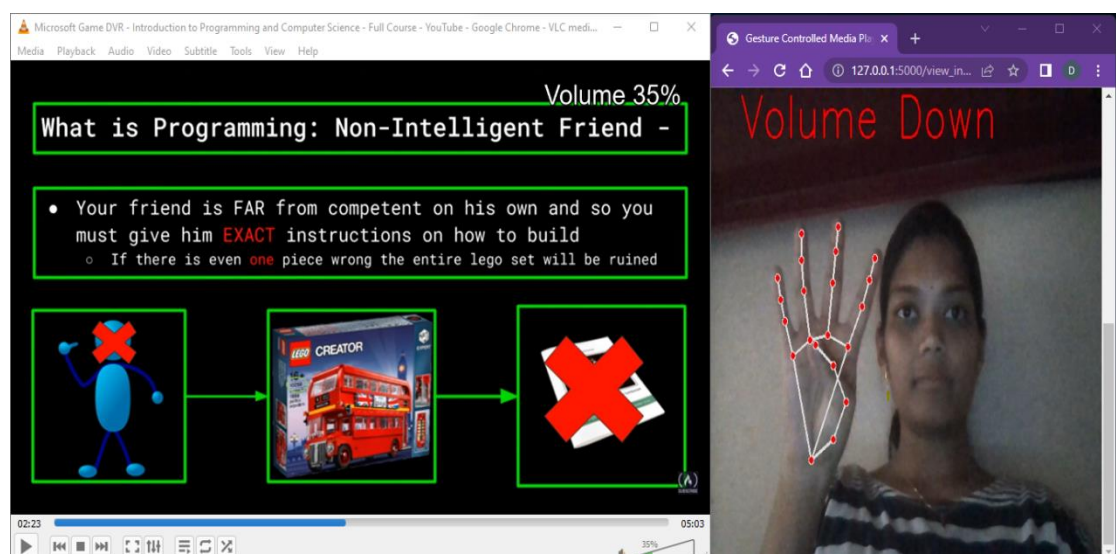 Microsoft Game DVR - Introduction to Programming and Computer Science - Full Course - YouTube - Google Chrome - VLC medi...
Media Playback Audio Video Subtitle Tools View Help
Volume 35%
What is Programming: Non-Intelligent Friend -
● Your friend is FAR from competent on his own and so you
must give him EXACT instructions on how to build
○ If there is even one piece wrong the entire lego set will be ruined
LEGO CREATOR
SUBSCRIBE
02:23
05:03
35%
Gesture Controlled Media Pla
127.0.0.1:5000/view_in...
D
Volume Down